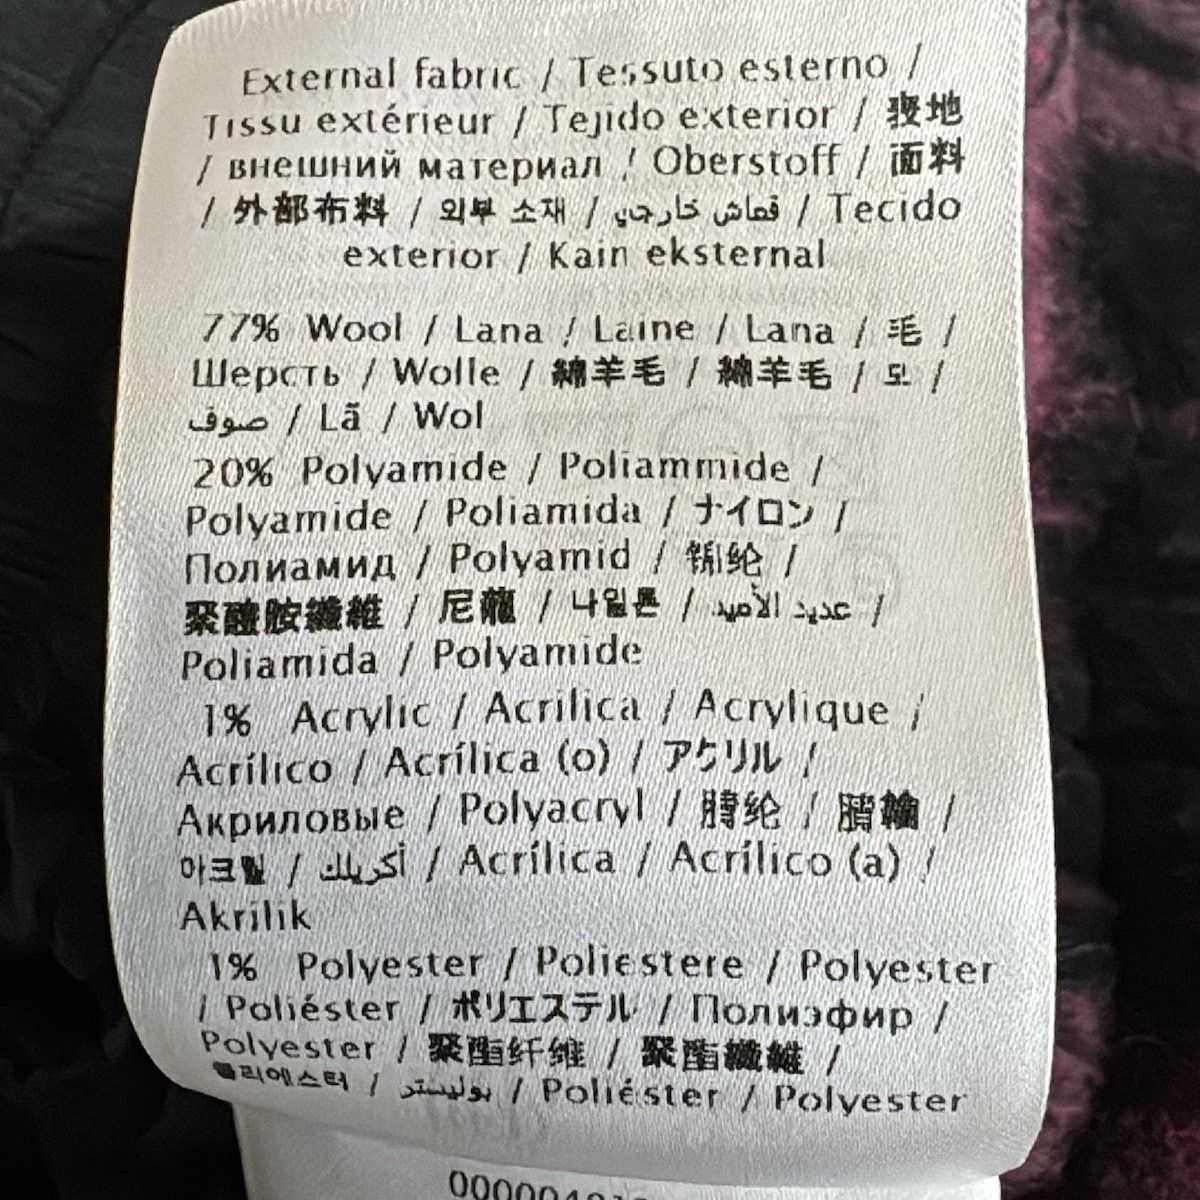 External fabric / Tessuto esterno /
Tissu extérieur / Tejido exterior / 表地
/ внешний материал / Oberstoff / 面料
/ 外部布料 / 외부 소재 / قماش خارجي / Tecido
exterior / Kain eksternal
77% Wool / Lana / Laine / Lana / 毛 /
Шерсть / Wolle / 綿羊毛 / 綿羊毛 / 모 /
صوف / Lã / Wol
20% Polyamide / Poliammide /
Polyamide / Poliamida / ナイロン /
Полиамид / Polyamid / 锦纶 /
聚醯胺纖維 / 尼龍 / 나일론 / عديد الأميد /
Poliamida / Polyamide
1% Acrylic / Acrilica / Acrylique /
Acrílico / Acrílica (o) / アクリル /
Акриловые / Polyacryl / 腈纶 / 腈綸 /
아크릴 / أكريلك / Acrílica / Acrílico (a) /
Akrilik
1% Polyester / Poliestere / Polyester
/ Poliéster / ポリエステル / Полиэфир /
Polyester / 聚酯纤维 / 聚酯纖維 /
폴리에스터 / بوليستر / Poliéster / Polyester